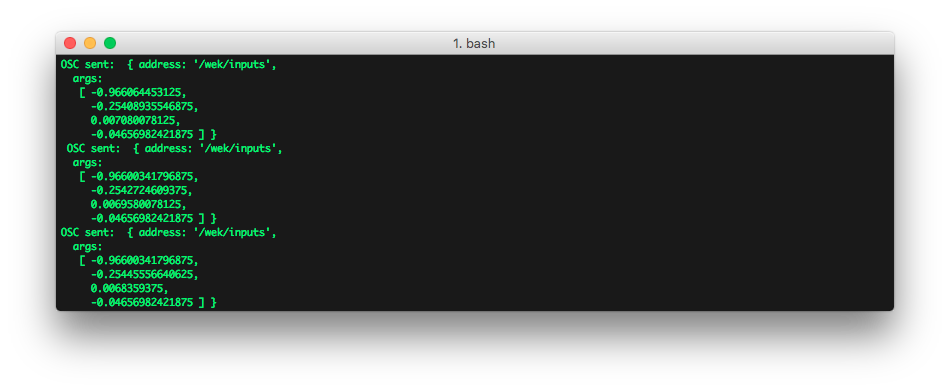 1. bash
OSC sent:  { address: '/wek/inputs',
  args:
   [ -0.966064453125,
     -0.25408935546875,
     0.007080078125,
     -0.04656982421875 ] }
 OSC sent:  { address: '/wek/inputs',
  args:
   [ -0.96600341796875,
     -0.2542724609375,
     0.0069580078125,
     -0.04656982421875 ] }
OSC sent:  { address: '/wek/inputs',
  args:
   [ -0.96600341796875,
     -0.25445556640625,
     0.0068359375,
     -0.04656982421875 ] }